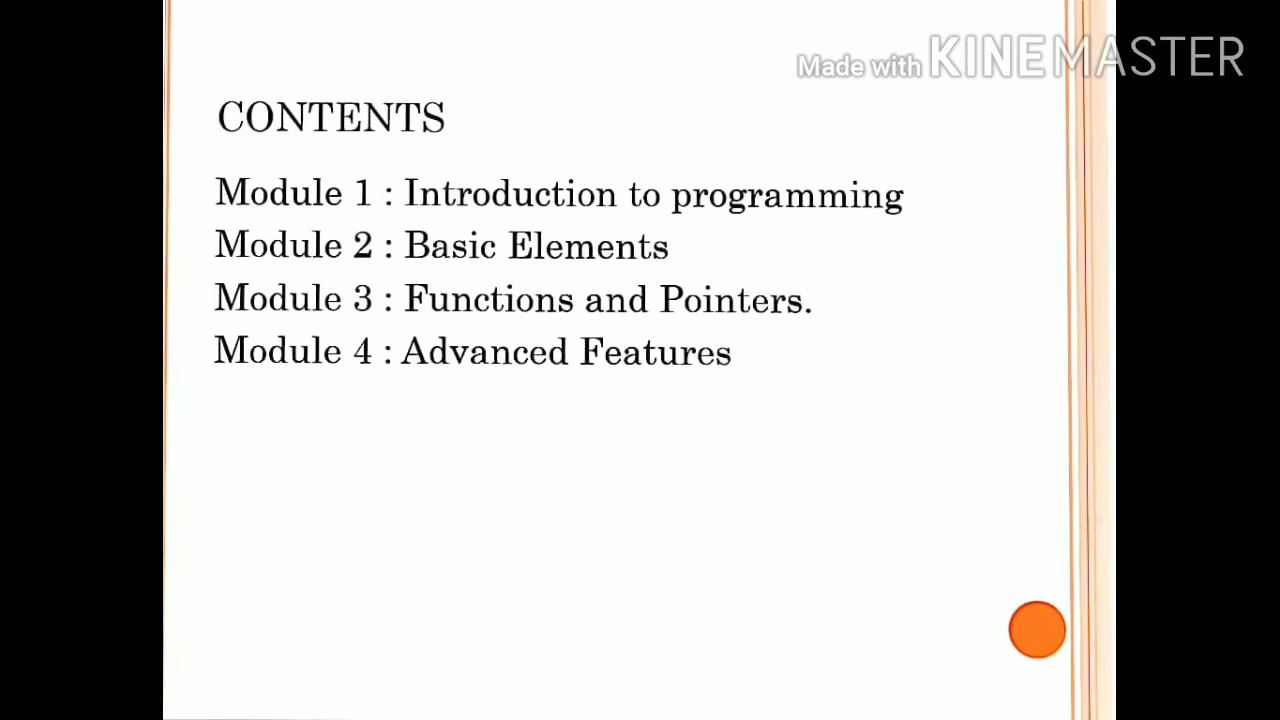 Made with KINEMASTER
CONTENTS
Module 1 : Introduction to programming
Module 2 : Basic Elements
Module 3 : Functions and Pointers.
Module 4 : Advanced Features